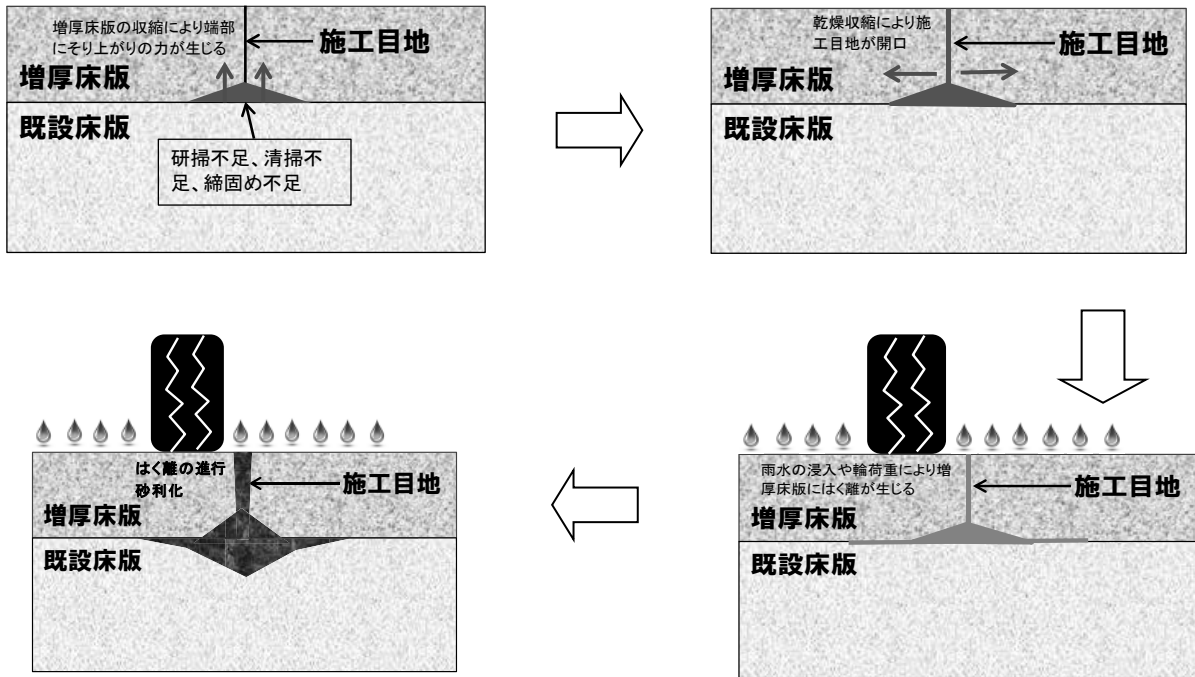 増厚床版の収縮により端部
にそり上がりの力が生じる
施工目地
増厚床版
既設床版
研掃不足、清掃不
足、締固め不足
乾燥収縮により施
工目地が開口
施工目地
増厚床版
既設床版
雨水の浸入や輪荷重により増
厚床版にはく離が生じる
施工目地
増厚床版
既設床版
はく離の進行
砂利化
施工目地
増厚床版
既設床版